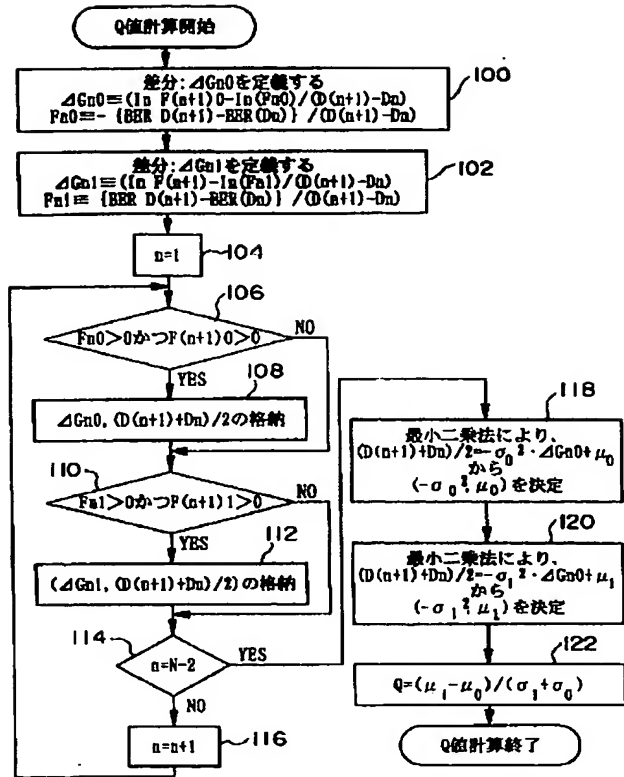 Q値計算開始
差分:⊿Gn0を定義する
⊿Gn0≡(ln F(n+1)0-ln(Fn0)/(D(n+1)-Dn)
Fn0≡- {BER D(n+1)-BER(Dn)} /(D(n+1)-Dn)
100
差分:⊿Gn1を定義する
⊿Gn1≡(ln F(n+1)-ln(Fn1)/(D(n+1)-Dn)
Fn1≡ {BER D(n+1)-BER(Dn)} /(D(n+1)-Dn)
102
n=1
104
106
Fn0>0かつF(n+1)0>0
NO
YES
108
⊿Gn0, (D(n+1)+Dn)/2の格納
110
Fn1>0かつF(n+1)1>0
NO
YES
112
(⊿Gn1, (D(n+1)+Dn)/2)の格納
114
n=N-2
YES
NO
n=n+1
116
118
最小二乗法により、
(D(n+1)+Dn)/2=-σ₀²・⊿Gn0+μ₀
から
(-σ₀², μ₀)を決定
120
最小二乗法により、
(D(n+1)+Dn)/2=-σ₁²・⊿Gn0+μ₁
から
(-σ₁², μ₁)を決定
122
Q=(μ₁-μ₀)/(σ₁+σ₀)
Q値計算終了